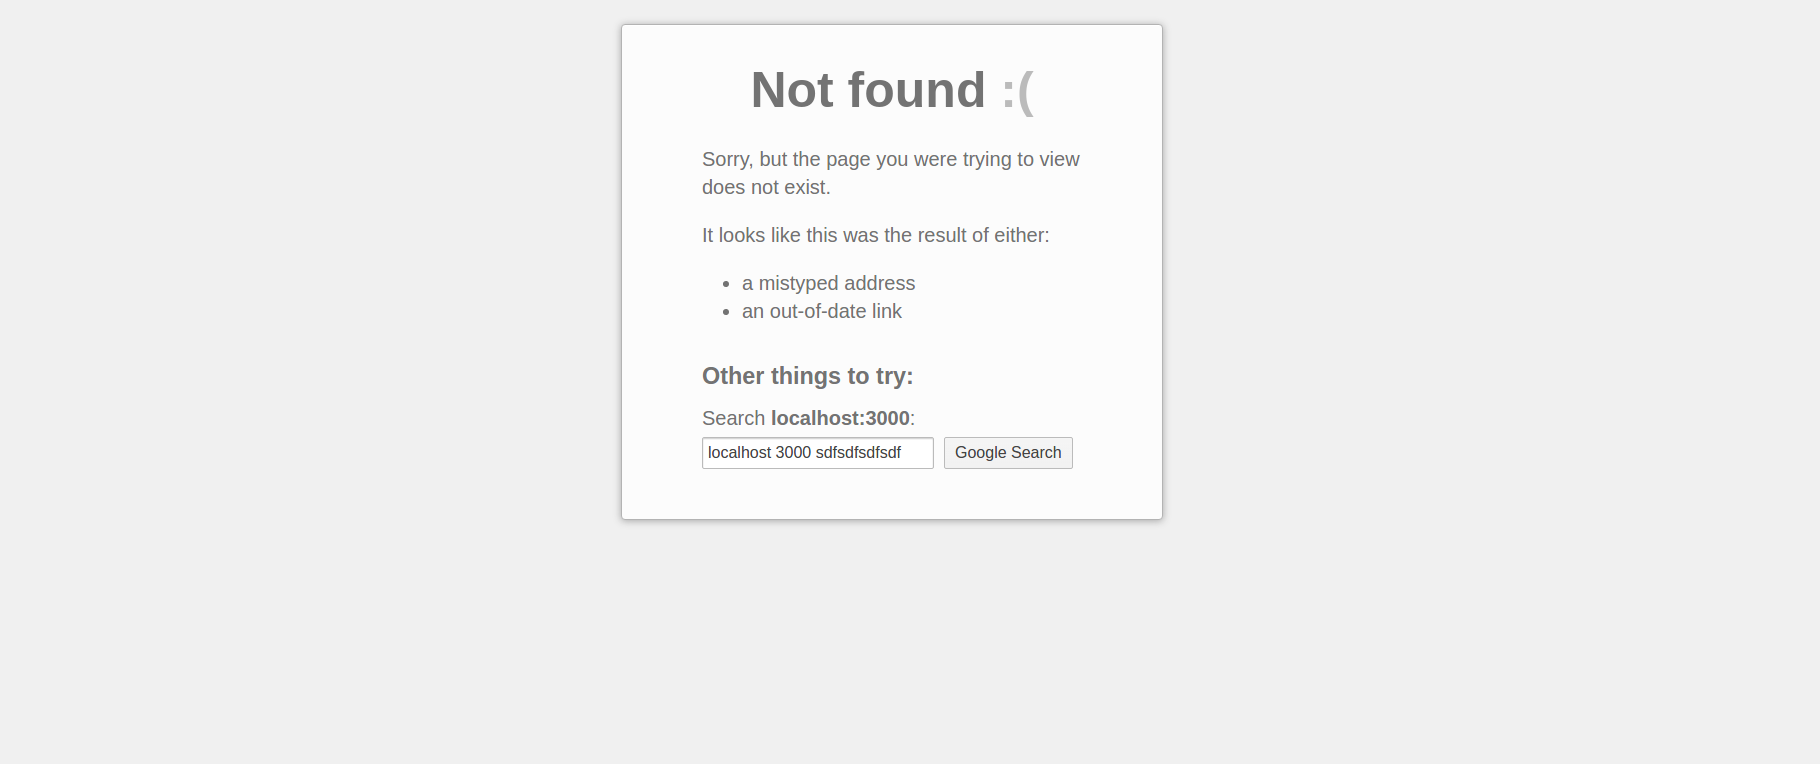 Not found :(
Sorry, but the page you were trying to view
does not exist.
It looks like this was the result of either:
• a mistyped address
• an out-of-date link
Other things to try:
Search localhost:3000:
localhost 3000 sdfsdfsdfsdf Google Search